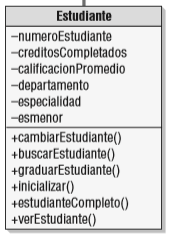 Estudiante
–numeroEstudiante
–creditosCompletados
–calificacionPromedio
–departamento
–especialidad
–esmenor
+cambiarEstudiante()
+buscarEstudiante()
+graduarEstudiante()
+inicializar()
+estudianteCompleto()
+verEstudiante()